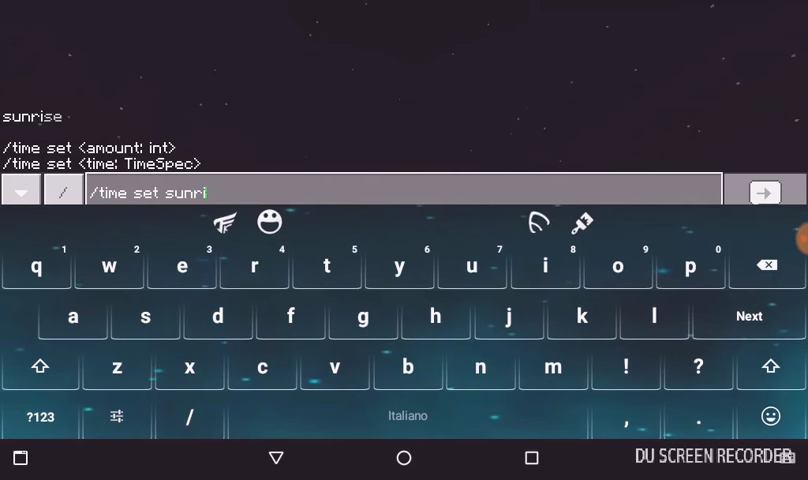 sunrise
/time set <amount: int>
/time set <time: TimeSpec>
/ /time set sunri
1 2 3 4 5 6 7 8 9 0
q w e r t y u i o p
a s d f g h j k l Next
z x c v b n m ! ?
?123 / Italiano , .
DU SCREEN RECORDER